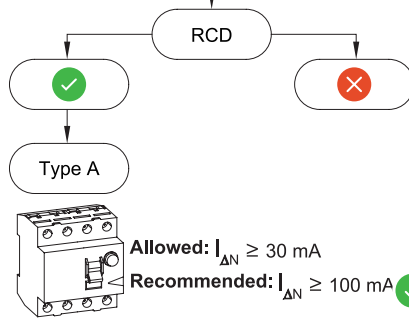 RCD
Type A
Allowed: IΔN ≥ 30 mA
Recommended: IΔN ≥ 100 mA